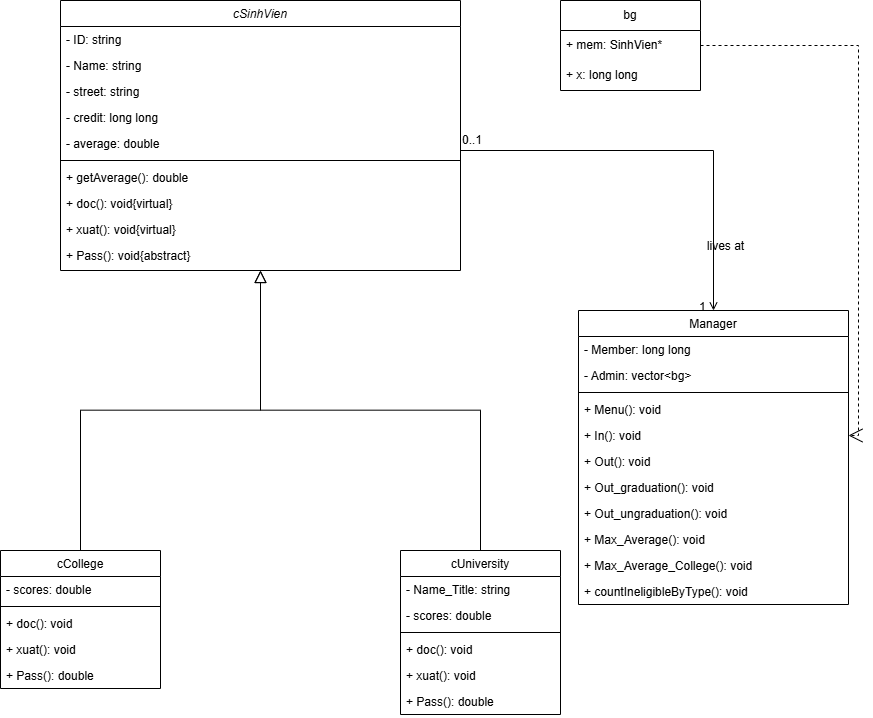 cSinhVien
- ID: string
- Name: string
- street: string
- credit: long long
- average: double
+ getAverage(): double
+ doc(): void{virtual}
+ xuat(): void{virtual}
+ Pass(): void{abstract}
bg
+ mem: SinhVien*
+ x: long long
0..1
lives at
1
Manager
- Member: long long
- Admin: vector<bg>
+ Menu(): void
+ In(): void
+ Out(): void
+ Out_graduation(): void
+ Out_ungraduation(): void
+ Max_Average(): void
+ Max_Average_College(): void
+ countIneligibleByType(): void
cCollege
- scores: double
+ doc(): void
+ xuat(): void
+ Pass(): double
cUniversity
- Name_Title: string
- scores: double
+ doc(): void
+ xuat(): void
+ Pass(): double